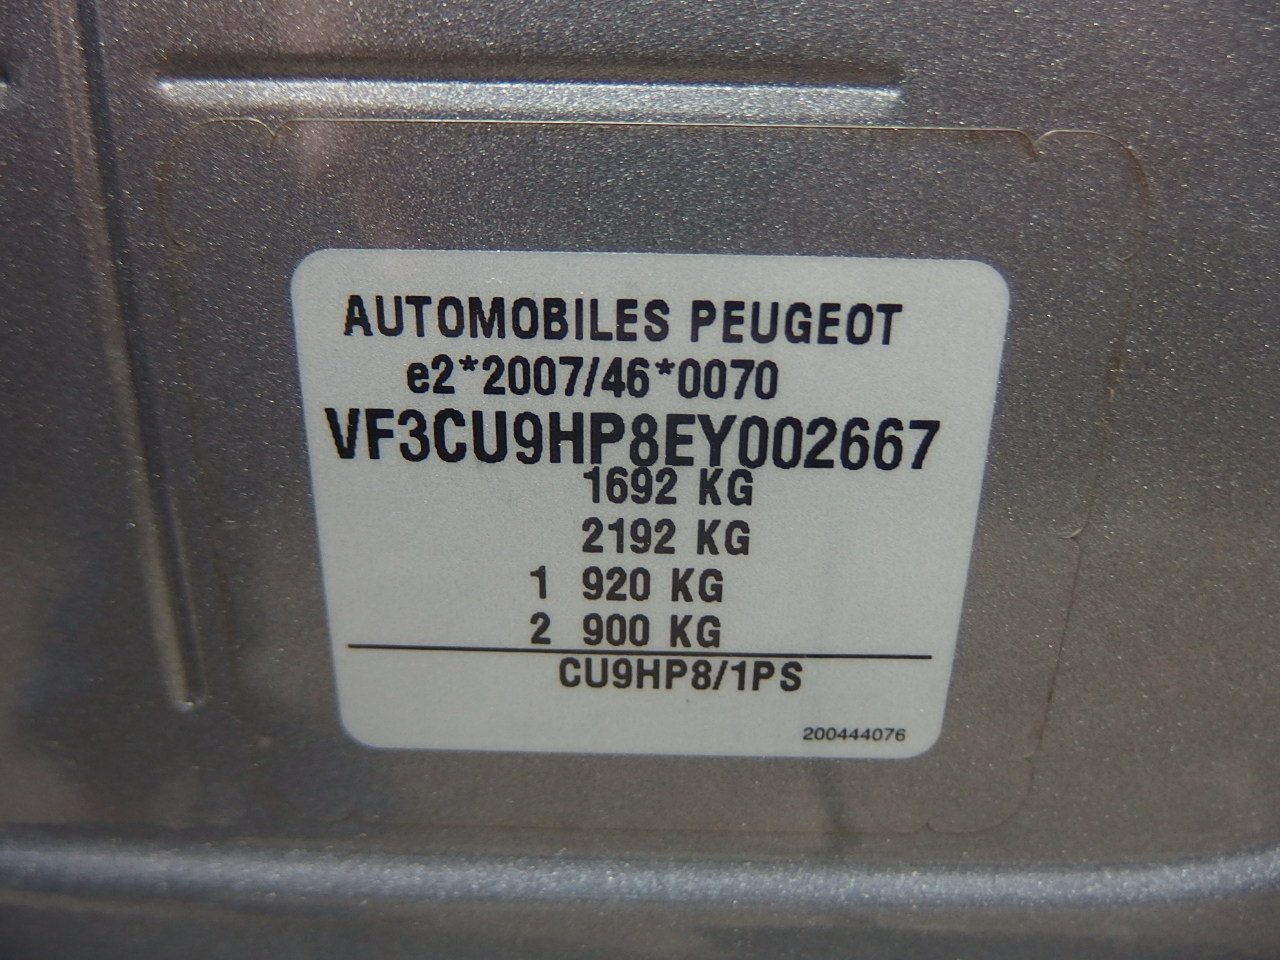 AUTOMOBILES PEUGEOT
e2*2007/46*0070
VF3CU9HP8EY002667
1692 KG
2192 KG
1 920 KG
2 900 KG
CU9HP8/1PS
200444076